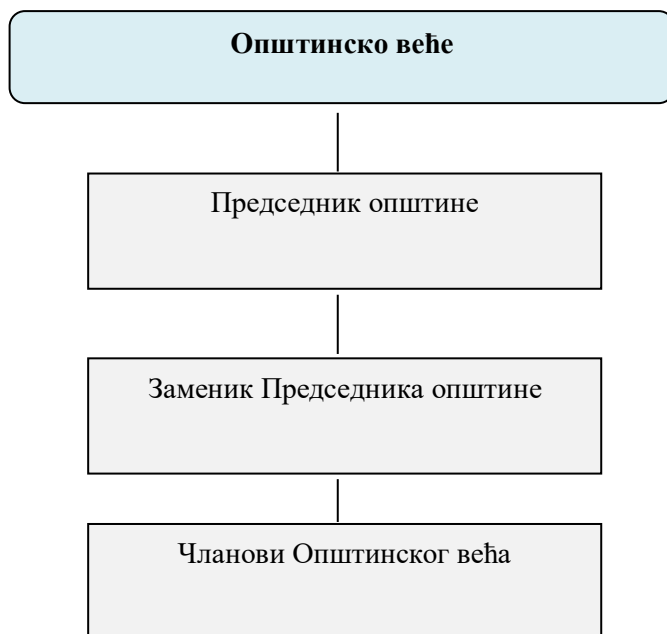 Општинско веће
Председник општине
Заменик Председника општине
Чланови Општинског већа